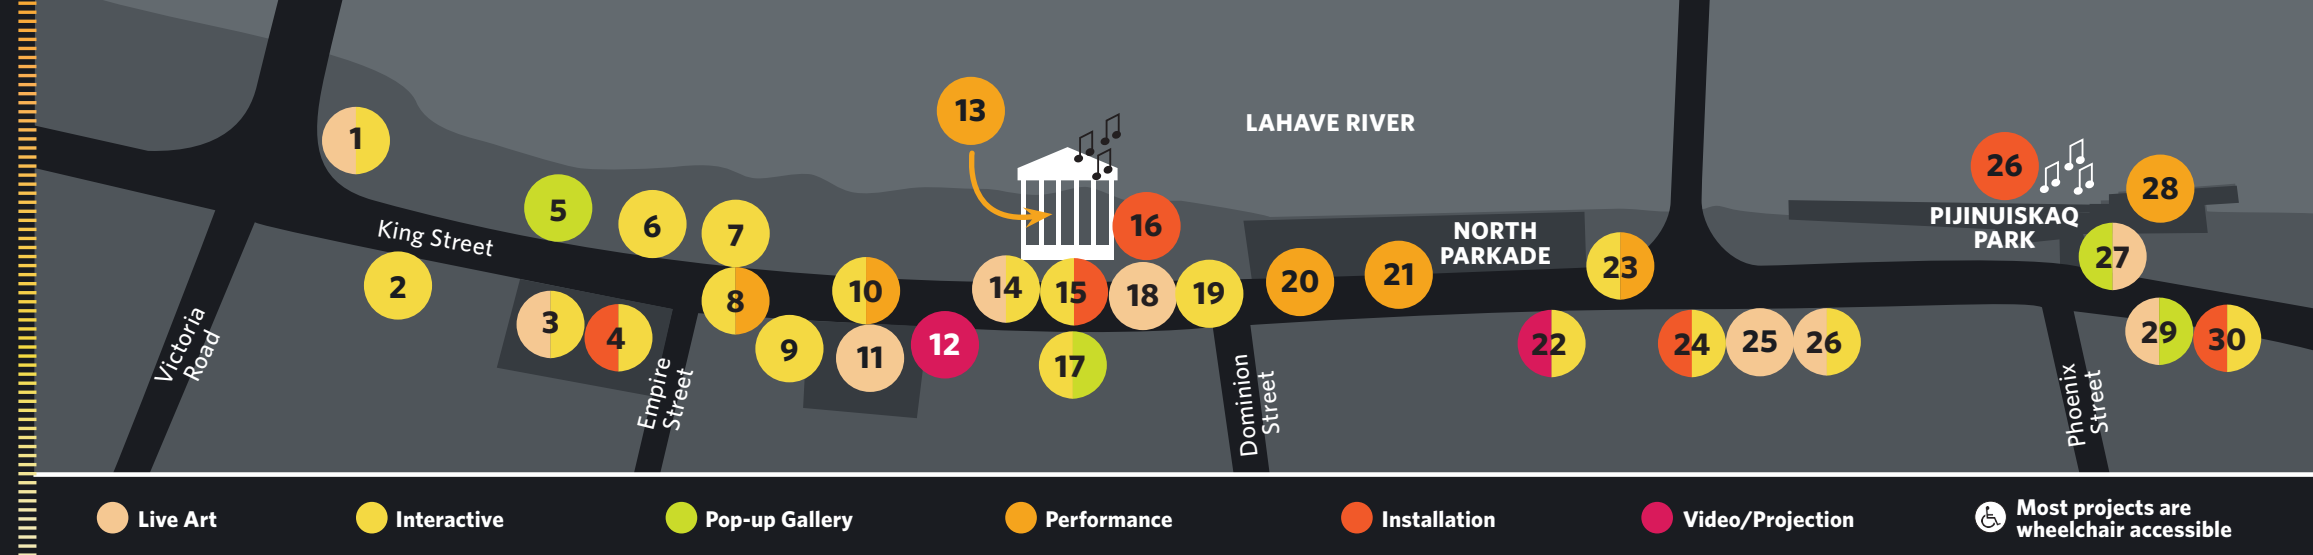 13
LAHAVE RIVER
1
26
28
5
6
7
16
PIJINUISKAQ
PARK
King Street
NORTH
PARKADE
27
2
8
10
14
15
18
19
20
21
23
3
4
9
11
12
17
22
24
25
26
29
30
Victoria
Road
Empire
Street
Dominion
Street
Phoenix
Street
Live Art
Interactive
Pop-up Gallery
Performance
Installation
Video/Projection
Most projects are
wheelchair accessible